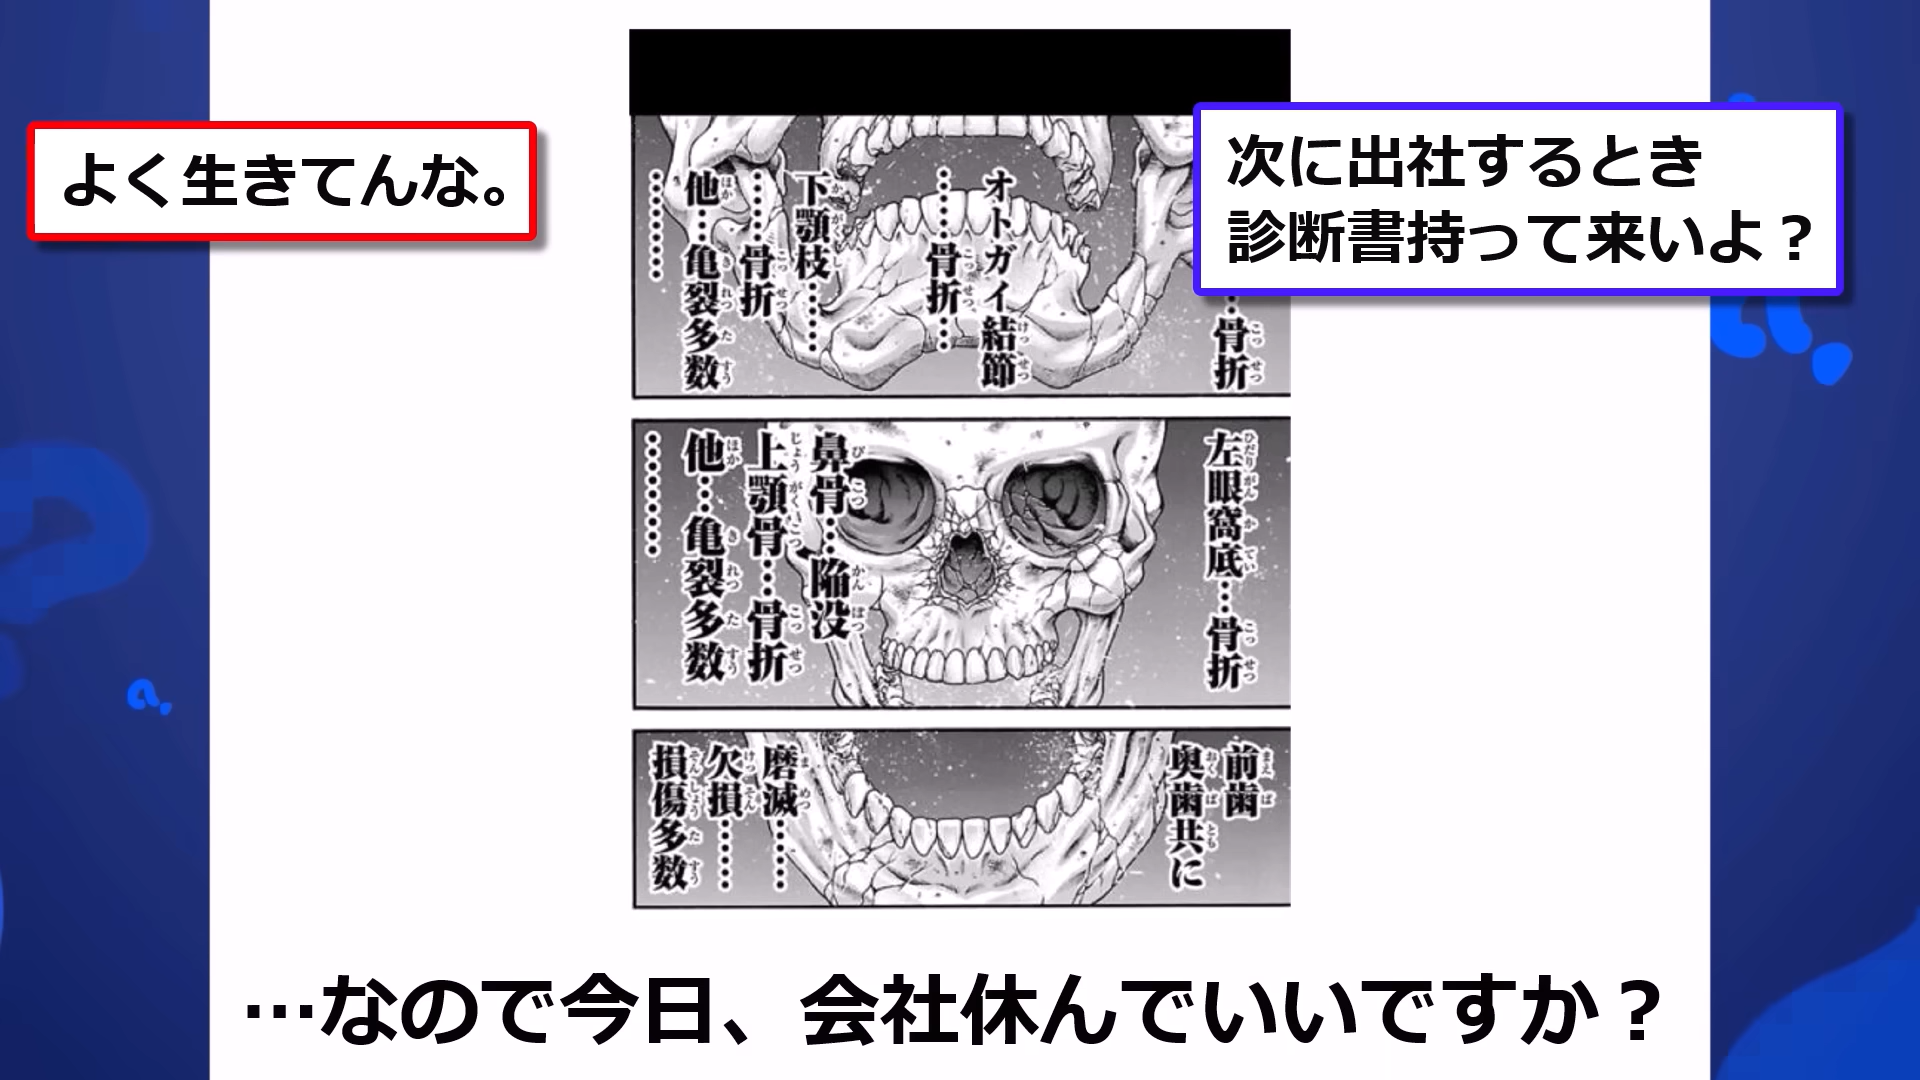 よく生きてんな。
次に出社するとき
診断書持って来いよ？
…骨折
オトガイ結節
……骨折…
下顎枝……
……骨折
他…亀裂多数
………
左眼窩底…骨折
鼻骨…陥没
上顎骨…骨折
他…亀裂多数
………
前歯
奥歯共に
磨滅……
欠損……
損傷多数
…なので今日、会社休んでいいですか？